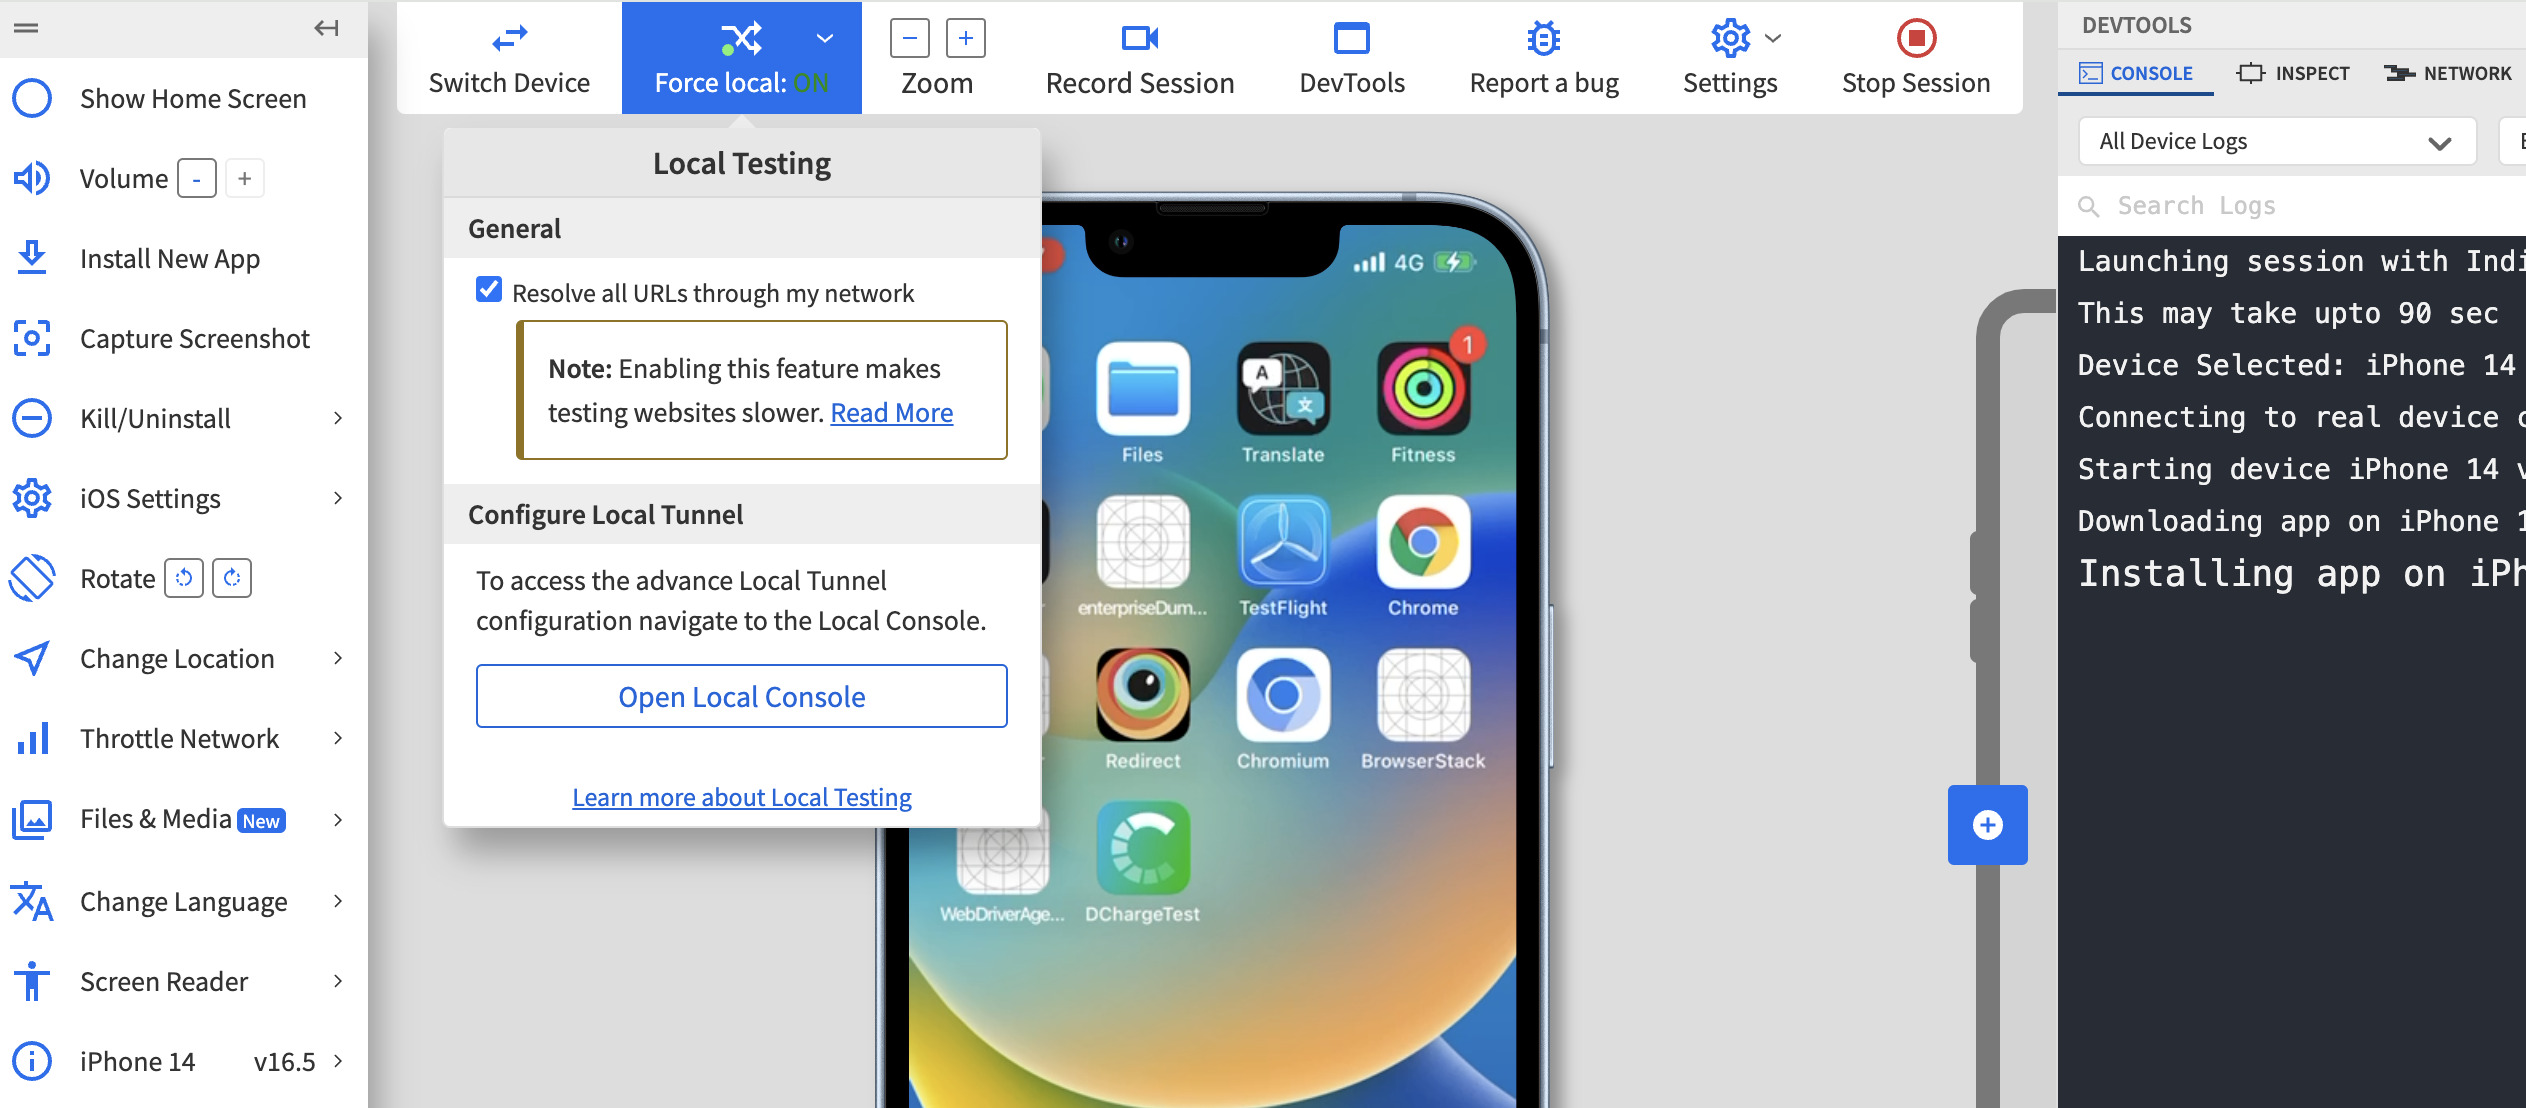 Show Home Screen
Volume - +
Install New App
Capture Screenshot
Kill/Uninstall
iOS Settings
Rotate
Change Location
Throttle Network
Files & Media New
Change Language
Screen Reader
iPhone 14 v16.5
Switch Device
Force local: ON
Zoom
Record Session
DevTools
Report a bug
Settings
Stop Session
Local Testing
General
Resolve all URLs through my network
Note: Enabling this feature makes
testing websites slower. Read More
Configure Local Tunnel
To access the advance Local Tunnel
configuration navigate to the Local Console.
Open Local Console
Learn more about Local Testing
4G
1
Files
Translate
Fitness
enterpriseDum...
TestFlight
Chrome
Redirect
Chromium
BrowserStack
WebDriverAge...
DChargeTest
DEVTOOLS
CONSOLE
INSPECT
NETWORK
All Device Logs
Search Logs
Launching session with Indi
This may take upto 90 sec
Device Selected: iPhone 14
Connecting to real device
Starting device iPhone 14 v
Downloading app on iPhone 1
Installing app on iPh